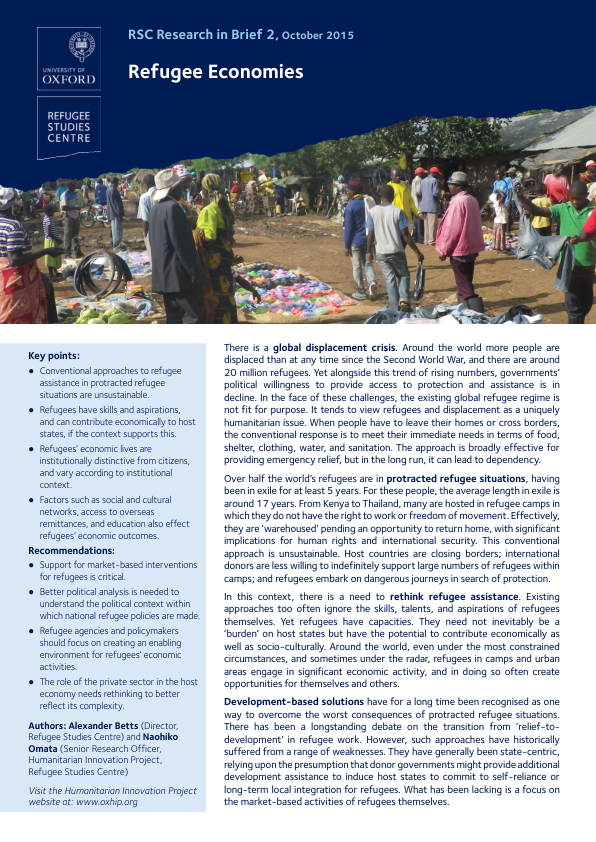 RSC Research in Brief 2, October 2015
Refugee Economies
UNIVERSITY OF
OXFORD
REFUGEE
STUDIES
CENTRE
Key points:
● Conventional approaches to refugee
assistance in protracted refugee
situations are unsustainable.
● Refugees have skills and aspirations,
and can contribute economically to host
states, if the context supports this.
● Refugees' economic lives are
institutionally distinctive from citizens,
and vary according to institutional
context.
● Factors such as social and cultural
networks, access to overseas
remittances, and education also effect
refugees' economic outcomes.
Recommendations:
● Support for market-based interventions
for refugees is critical.
● Better political analysis is needed to
understand the political context within
which national refugee policies are made.
● Refugee agencies and policymakers
should focus on creating an enabling
environment for refugees' economic
activities.
● The role of the private sector in the host
economy needs rethinking to better
reflect its complexity.
Authors: Alexander Betts (Director,
Refugee Studies Centre) and Naohiko
Omata (Senior Research Officer,
Humanitarian Innovation Project,
Refugee Studies Centre)
Visit the Humanitarian Innovation Project
website at: www.oxhip.org
There is a global displacement crisis. Around the world more people are
displaced than at any time since the Second World War, and there are around
20 million refugees. Yet alongside this trend of rising numbers, governments'
political willingness to provide access to protection and assistance is in
decline. In the face of these challenges, the existing global refugee regime is
not fit for purpose. It tends to view refugees and displacement as a uniquely
humanitarian issue. When people have to leave their homes or cross borders,
the conventional response is to meet their immediate needs in terms of food,
shelter, clothing, water, and sanitation. The approach is broadly effective for
providing emergency relief, but in the long run, it can lead to dependency.
Over half the world's refugees are in protracted refugee situations, having
been in exile for at least 5 years. For these people, the average length in exile is
around 17 years. From Kenya to Thailand, many are hosted in refugee camps in
which they do not have the right to work or freedom of movement. Effectively,
they are 'warehoused' pending an opportunity to return home, with significant
implications for human rights and international security. This conventional
approach is unsustainable. Host countries are closing borders; international
donors are less willing to indefinitely support large numbers of refugees within
camps; and refugees embark on dangerous journeys in search of protection.
In this context, there is a need to rethink refugee assistance. Existing
approaches too often ignore the skills, talents, and aspirations of refugees
themselves. Yet refugees have capacities. They need not inevitably be a
'burden' on host states but have the potential to contribute economically as
well as socio-culturally. Around the world, even under the most constrained
circumstances, and sometimes under the radar, refugees in camps and urban
areas engage in significant economic activity, and in doing so often create
opportunities for themselves and others.
Development-based solutions have for a long time been recognised as one
way to overcome the worst consequences of protracted refugee situations.
There has been a longstanding debate on the transition from 'relief-to-
development' in refugee work. However, such approaches have historically
suffered from a range of weaknesses. They have generally been state-centric,
relying upon the presumption that donor governments might provide additional
development assistance to induce host states to commit to self-reliance or
long-term local integration for refugees. What has been lacking is a focus on
the market-based activities of refugees themselves.